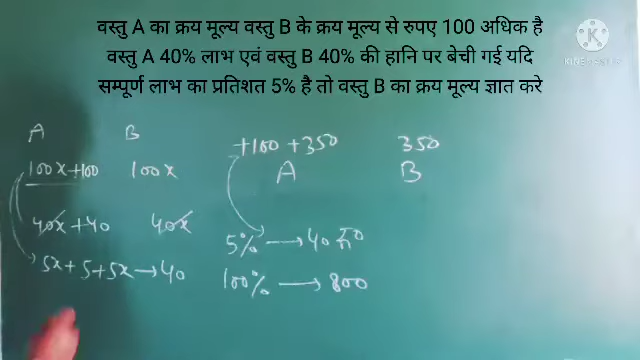 वस्तु A का क्रय मूल्य वस्तु B के क्रय मूल्य से रुपए 100 अधिक है
वस्तु A 40% लाभ एवं वस्तु B 40% की हानि पर बेची गई यदि
सम्पूर्ण लाभ का प्रतिशत 5% है तो वस्तु B का क्रय मूल्य ज्ञात करे
A B
100x+100 100x
40x+40 40x
5x+5+5x→40
+100+350 350
A B
5%→40 रु0
100%→800